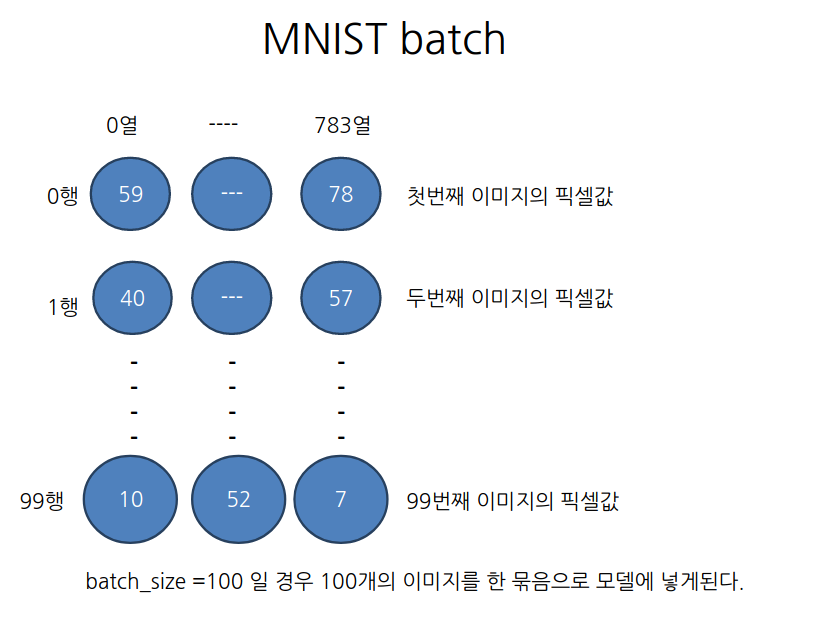 MNIST batch
0열 ---- 783열
0행 59 --- 78 첫번째 이미지의 픽셀값
1행 40 --- 57 두번째 이미지의 픽셀값
- - -
- - -
- - -
- - -
99행 10 52 7 99번째 이미지의 픽셀값
batch_size =100 일 경우 100개의 이미지를 한 묶음으로 모델에 넣게된다.